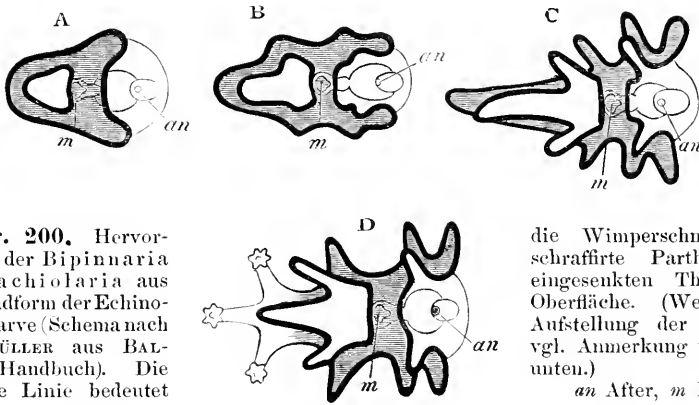 A
B
C
an
an
an
m
m
m
r. 200. Hervor-
der Bipinnaria
achiolaria aus
ndform der Echino-
arve (Schema nach
ÜLLER aus BAL-
Handbuch). Die
e Linie bedeutet
D
an
m
die Wimperschn
schraffirte Parth
eingesenkten Th
Oberfläche. (We
Aufstellung der
vgl. Anmerkung
unten.)
an After, m